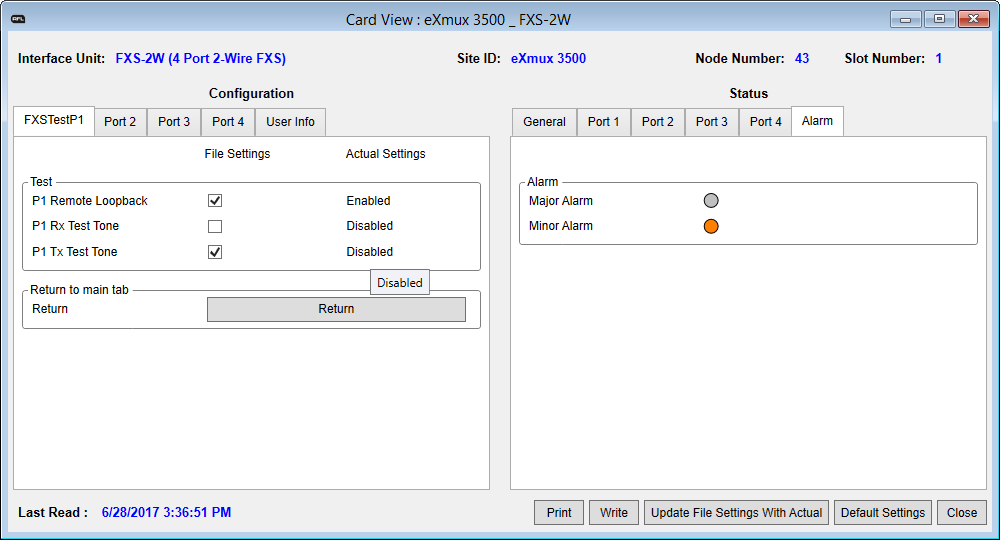 RFL Card View : eXmux 3500 _ FXS-2W
Interface Unit: FXS-2W (4 Port 2-Wire FXS) Site ID: eXmux 3500 Node Number: 43 Slot Number: 1
Configuration Status
FXSTestP1 Port 2 Port 3 Port 4 User Info General Port 1 Port 2 Port 3 Port 4 Alarm
File Settings Actual Settings
Test
P1 Remote Loopback Enabled
P1 Rx Test Tone Disabled
P1 Tx Test Tone Disabled
Disabled
Return to main tab
Return Return
Alarm
Major Alarm
Minor Alarm
Last Read : 6/28/2017 3:36:51 PM Print Write Update File Settings With Actual Default Settings Close